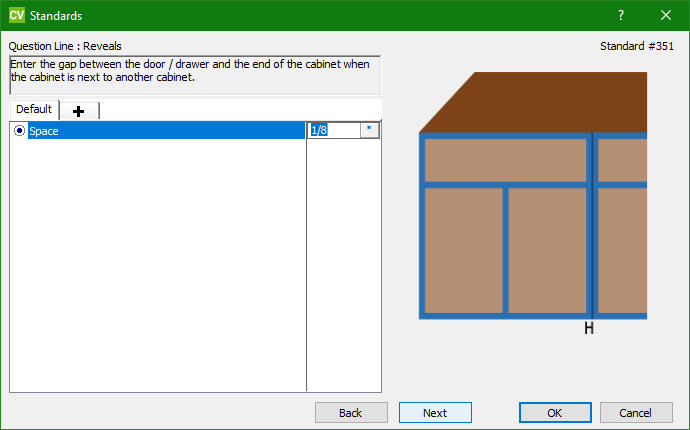 CV Standards ?
Question Line : Reveals
Standard #351
Enter the gap between the door / drawer and the end of the cabinet when
the cabinet is next to another cabinet.
Default
Space 1/8 "
H
Back Next OK Cancel